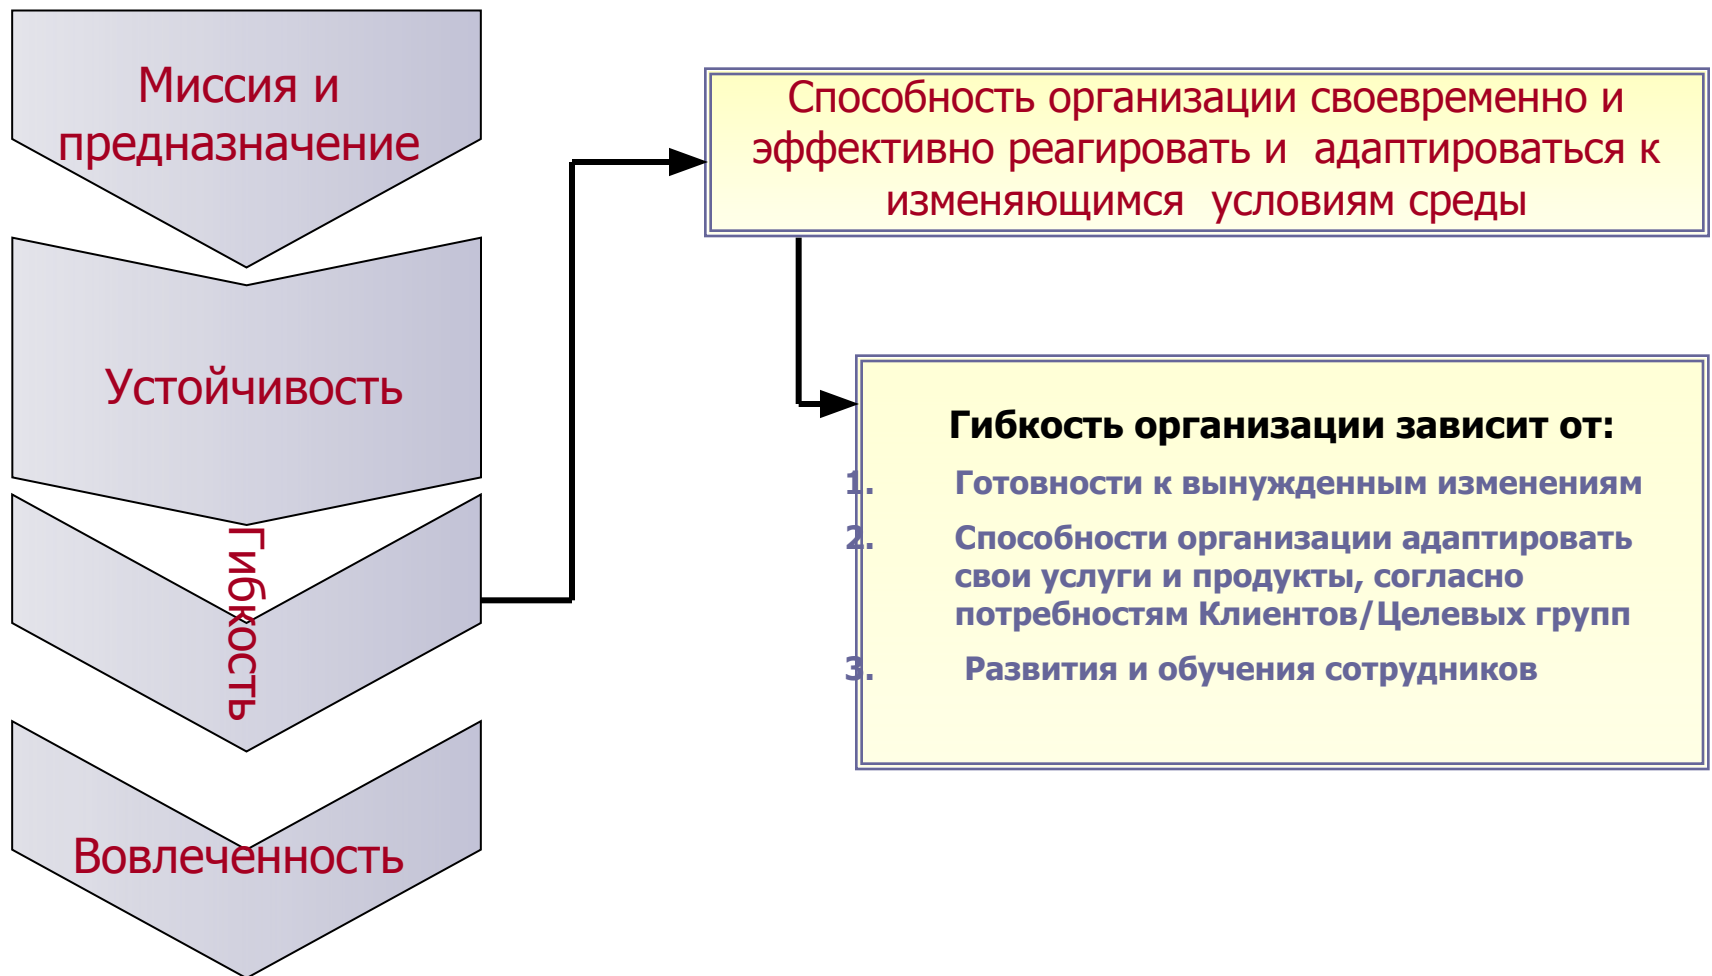 Миссия и
предназначение
Устойчивость
Гибкость
Вовлеченность
Способность организации своевременно и
эффективно реагировать и адаптироваться к
изменяющимся условиям среды
Гибкость организации зависит от:
1. Готовности к вынужденным изменениям
2. Способности организации адаптировать
свои услуги и продукты, согласно
потребностям Клиентов/Целевых групп
3. Развития и обучения сотрудников